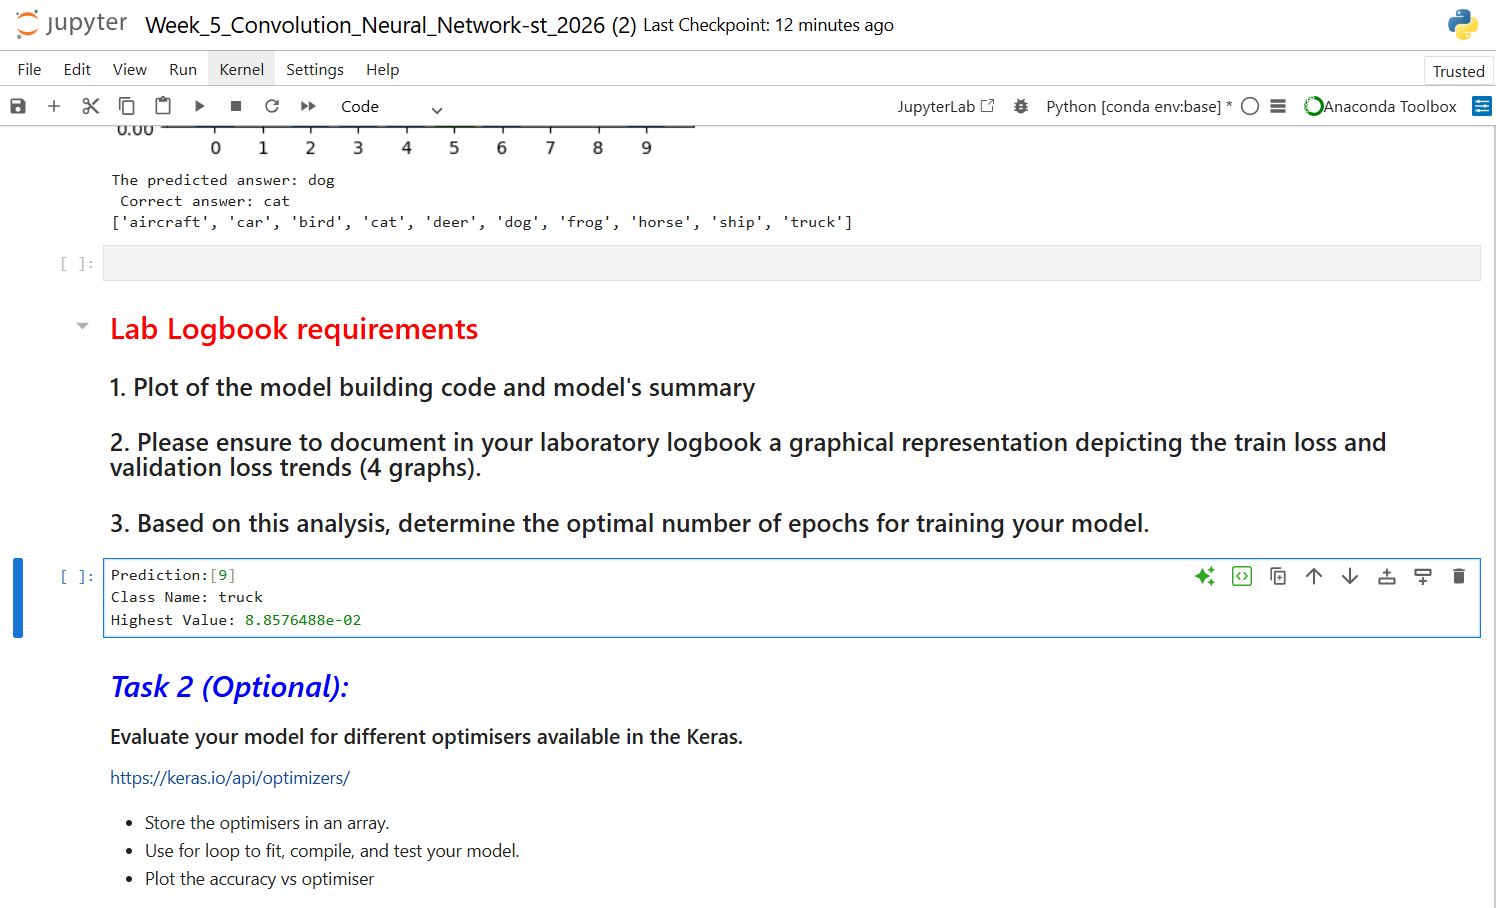 jupyter Week_5_Convolution_Neural_Network-st_2026 (2) Last Checkpoint: 12 minutes ago
File Edit View Run Kernel Settings Help
Trusted
Code
JupyterLab Python [conda env:base] * Anaconda Toolbox
0.00
0 1 2 3 4 5 6 7 8 9
The predicted answer: dog
Correct answer: cat
['aircraft', 'car', 'bird', 'cat', 'deer', 'dog', 'frog', 'horse', 'ship', 'truck']
[ ]:
Lab Logbook requirements
1. Plot of the model building code and model's summary
2. Please ensure to document in your laboratory logbook a graphical representation depicting the train loss and
validation loss trends (4 graphs).
3. Based on this analysis, determine the optimal number of epochs for training your model.
[ ]:
Prediction:[9]
Class Name: truck
Highest Value: 8.8576488e-02
Task 2 (Optional):
Evaluate your model for different optimisers available in the Keras.
https://keras.io/api/optimizers/
• Store the optimisers in an array.
• Use for loop to fit, compile, and test your model.
• Plot the accuracy vs optimiser